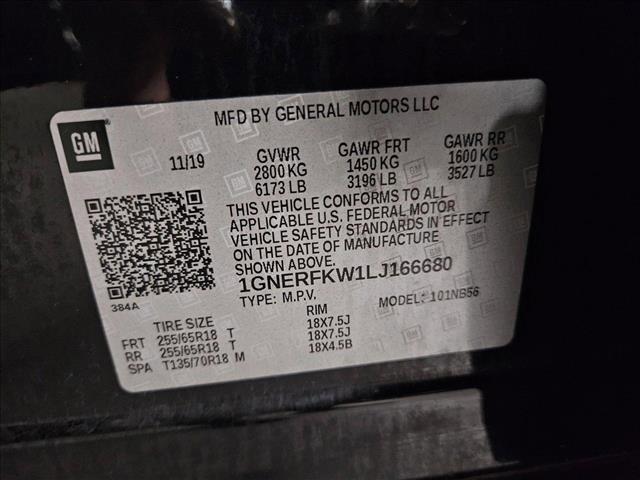 MFD BY GENERAL MOTORS LLC
GM
11/19
GVWR GAWR FRT GAWR RR
2800 KG 1450 KG 1600 KG
6173 LB 3196 LB 3527 LB
THIS VEHICLE CONFORMS TO ALL
APPLICABLE U.S. FEDERAL MOTOR
VEHICLE SAFETY STANDARDS IN EFFECT
ON THE DATE OF MANUFACTURE
SHOWN ABOVE.
1GNERFKW1LJ166680
384A
TYPE: M.P.V. MODEL: 101NB56
TIRE SIZE RIM
FRT 255/65R18 T 18X7.5J
RR 255/65R18 T 18X7.5J
SPA T135/70R18 M 18X4.5B